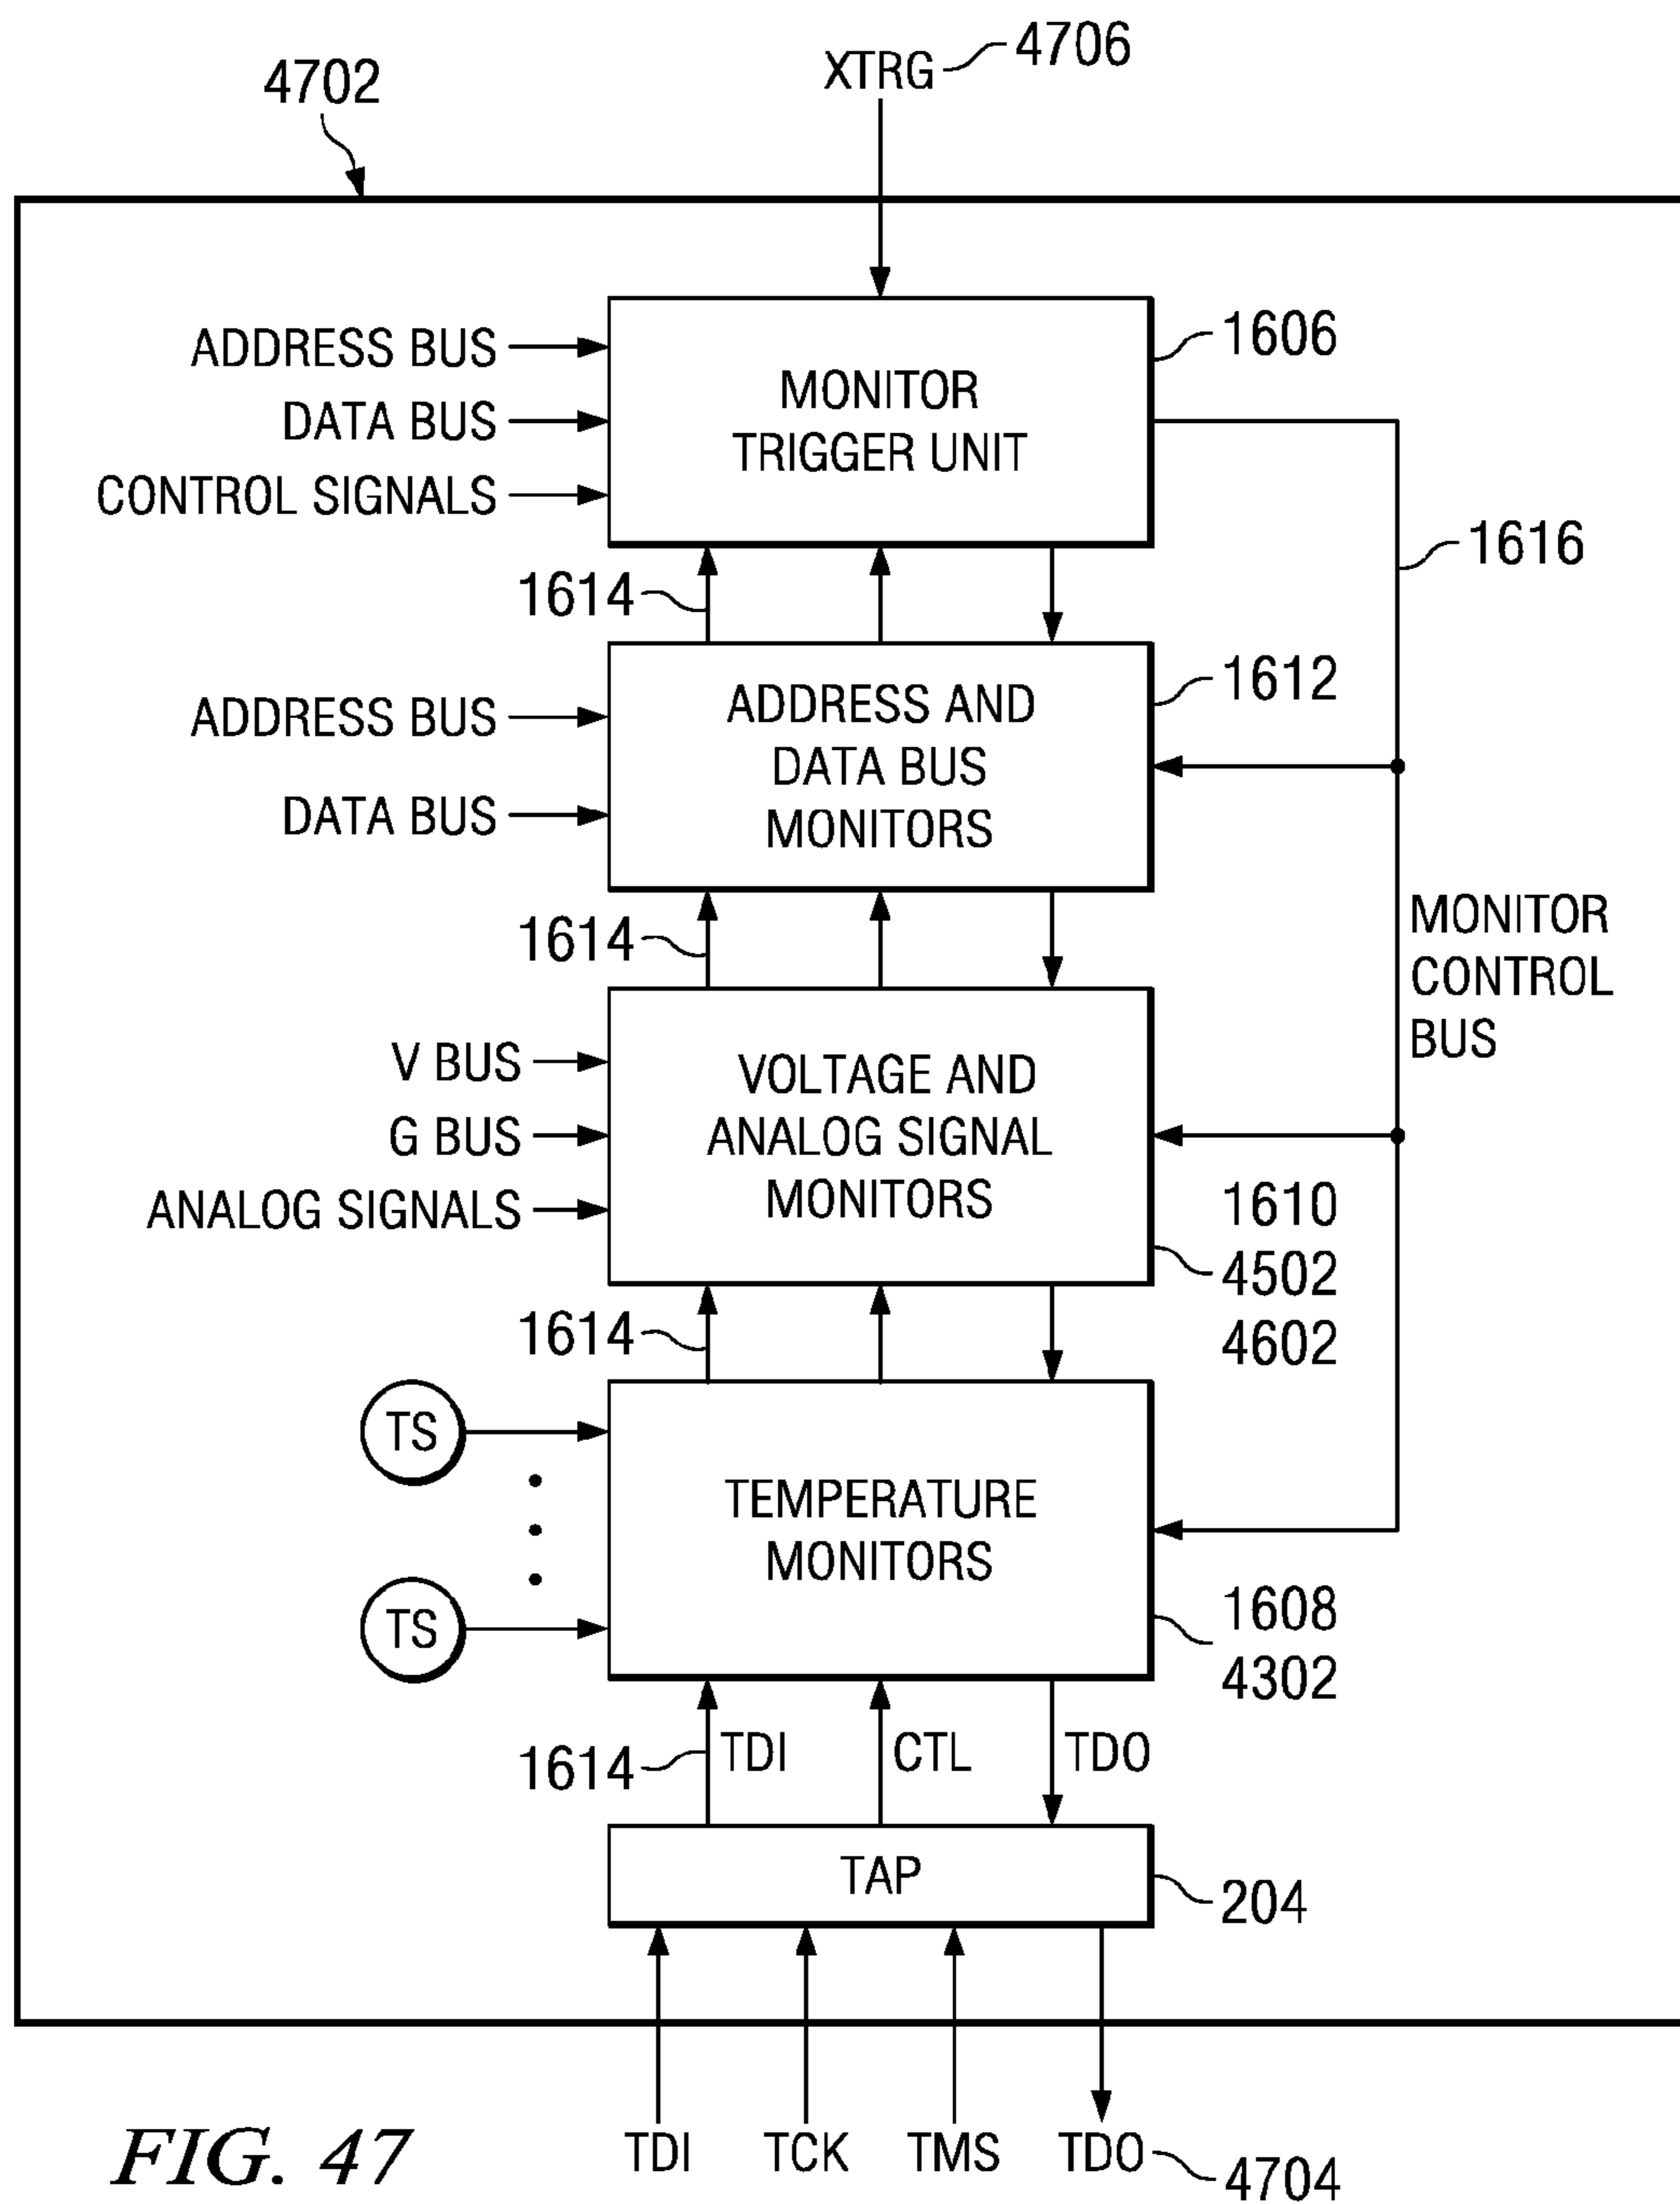 4702
XTRG
4706
ADDRESS BUS
DATA BUS
CONTROL SIGNALS
MONITOR
TRIGGER UNIT
1606
1616
1614
ADDRESS BUS
DATA BUS
ADDRESS AND
DATA BUS
MONITORS
1612
1614
MONITOR
CONTROL
BUS
V BUS
G BUS
ANALOG SIGNALS
VOLTAGE AND
ANALOG SIGNAL
MONITORS
1610
4502
4602
1614
TS
TS
TEMPERATURE
MONITORS
1608
4302
1614
TDI
CTL
TDO
TAP
204
TDI
TCK
TMS
TDO
4704
FIG. 47